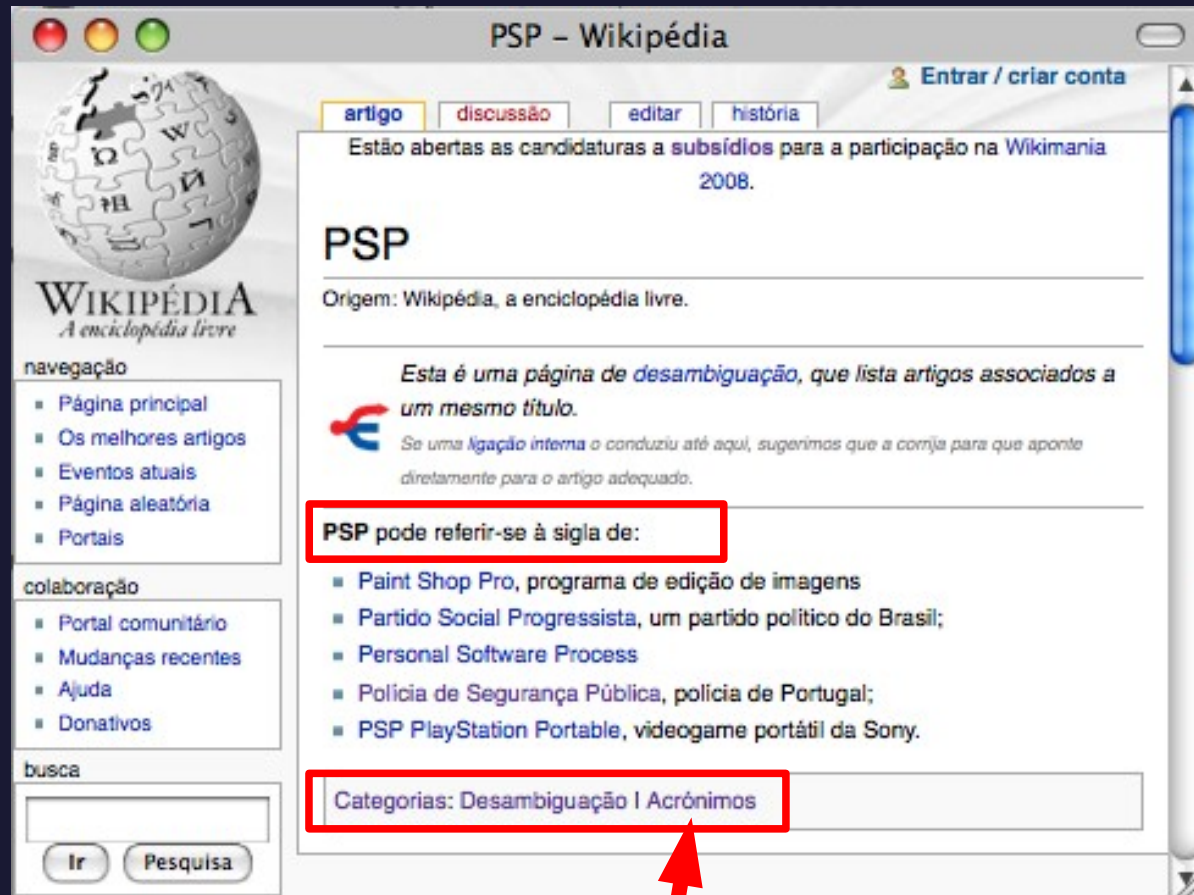 PSP – Wikipédia
Entrar / criar conta
artigo discussão editar história
Estão abertas as candidaturas a subsídios para a participação na Wikimania
2008.
PSP
Origem: Wikipédia, a enciclopédia livre.
Esta é uma página de desambiguação, que lista artigos associados a
um mesmo título.
Se uma ligação interna o conduziu até aqui, sugerimos que a corrija para que aponte
diretamente para o artigo adequado.
PSP pode referir-se à sigla de:
Paint Shop Pro, programa de edição de imagens
Partido Social Progressista, um partido político do Brasil;
Personal Software Process
Polícia de Segurança Pública, polícia de Portugal;
PSP PlayStation Portable, videogame portátil da Sony.
Categorias: Desambiguação | Acrónimos
WIKIPÉDIA
A enciclopédia livre
navegação
Página principal
Os melhores artigos
Eventos atuais
Página aleatória
Portais
colaboração
Portal comunitário
Mudanças recentes
Ajuda
Donativos
busca
Ir Pesquisa